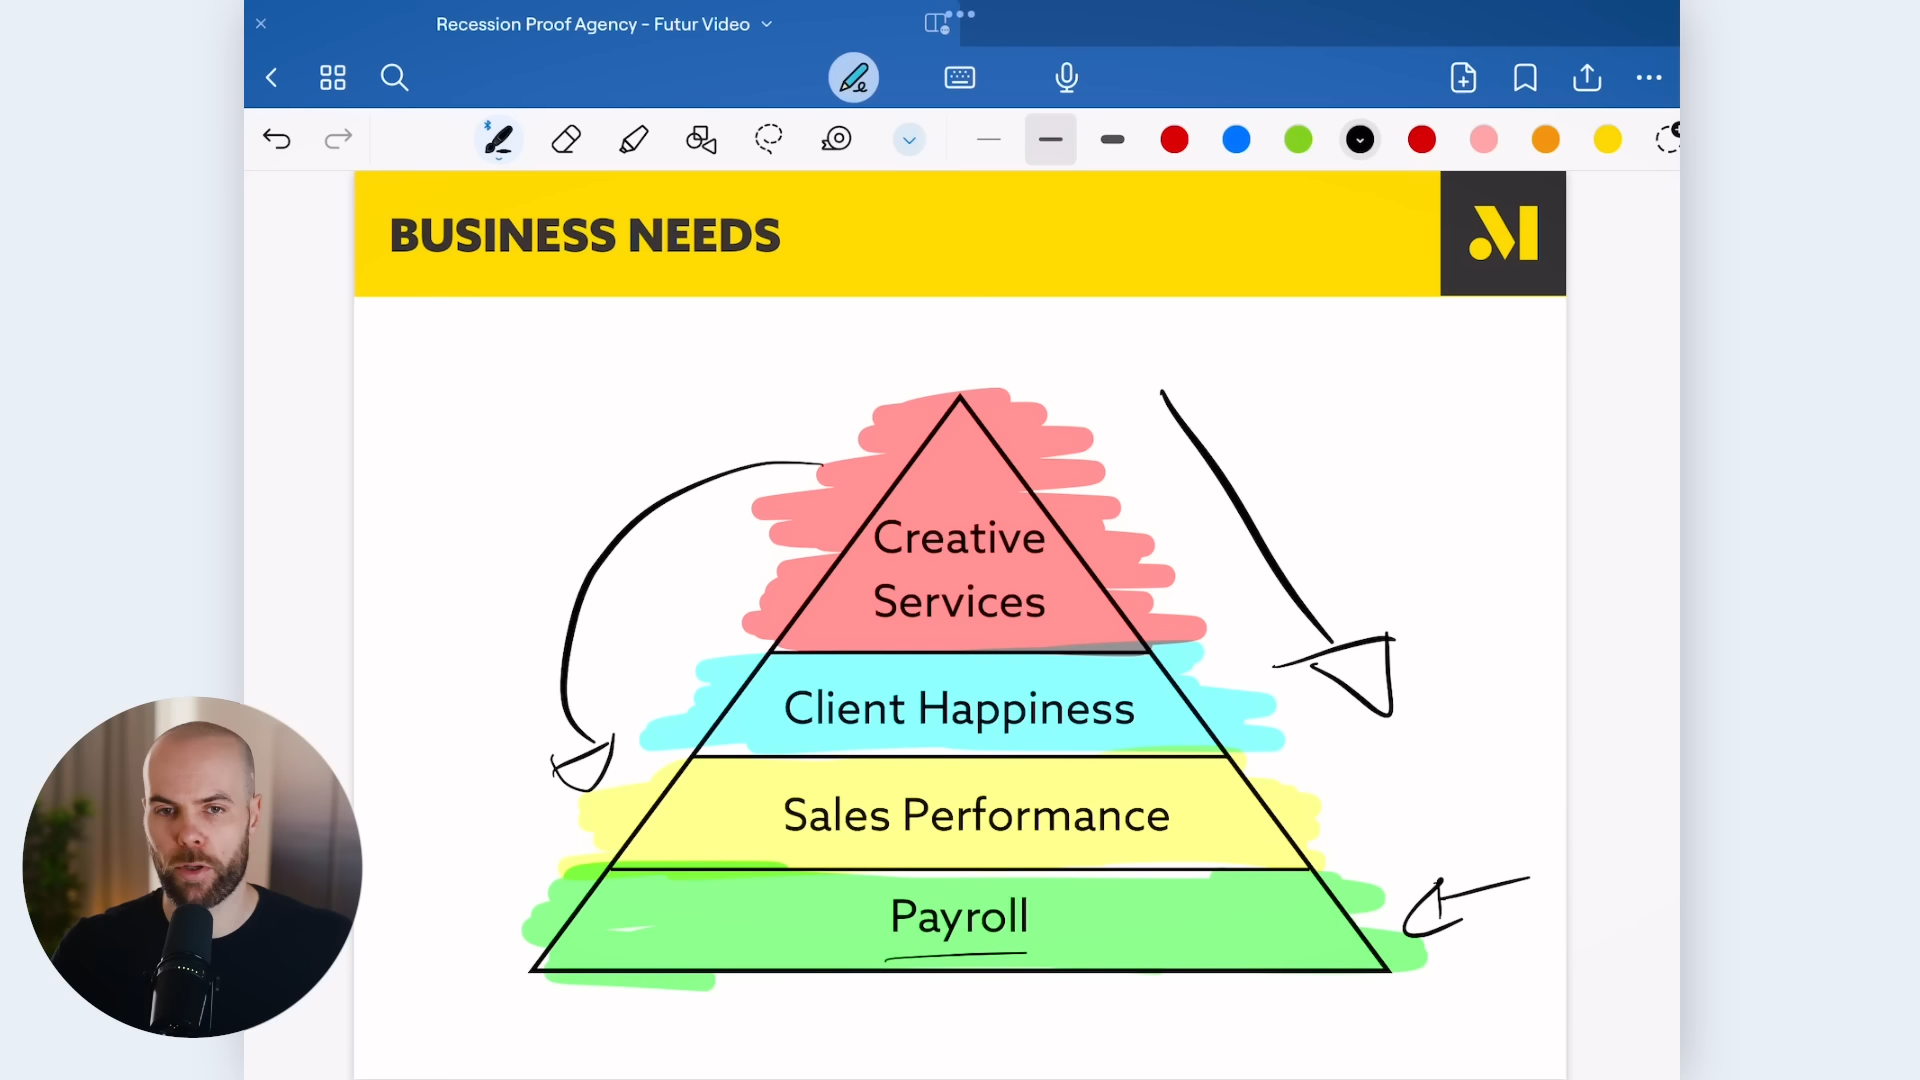 Recession Proof Agency – Futur Video
BUSINESS NEEDS
Creative
Services
Client Happiness
Sales Performance
Payroll